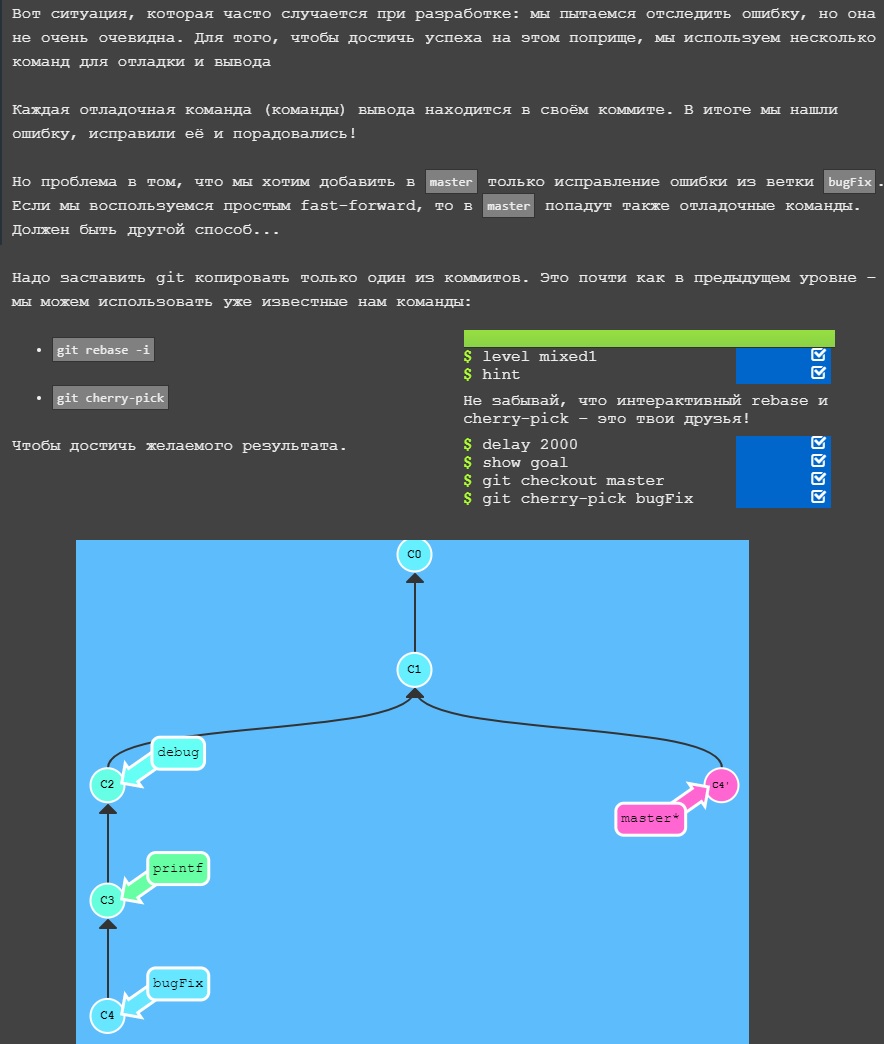 Вот ситуация, которая часто случается при разработке: мы пытаемся отследить ошибку, но она
не очень очевидна. Для того, чтобы достичь успеха на этом поприще, мы используем несколько
команд для отладки и вывода
Каждая отладочная команда (команды) вывода находится в своём коммите. В итоге мы нашли
ошибку, исправили её и порадовались!
Но проблема в том, что мы хотим добавить в master только исправление ошибки из ветки bugFix.
Если мы воспользуемся простым fast-forward, то в master попадут также отладочные команды.
Должен быть другой способ...
Надо заставить git копировать только один из коммитов. Это почти как в предыдущем уровне –
мы можем использовать уже известные нам команды:
• git rebase -i
• git cherry-pick
Чтобы достичь желаемого результата.
$ level mixed1
$ hint
Не забывай, что интерактивный rebase и
cherry-pick – это твои друзья!
$ delay 2000
$ show goal
$ git checkout master
$ git cherry-pick bugFix
C0
C1
debug
C2
C4'
master*
printf
C3
bugFix
C4